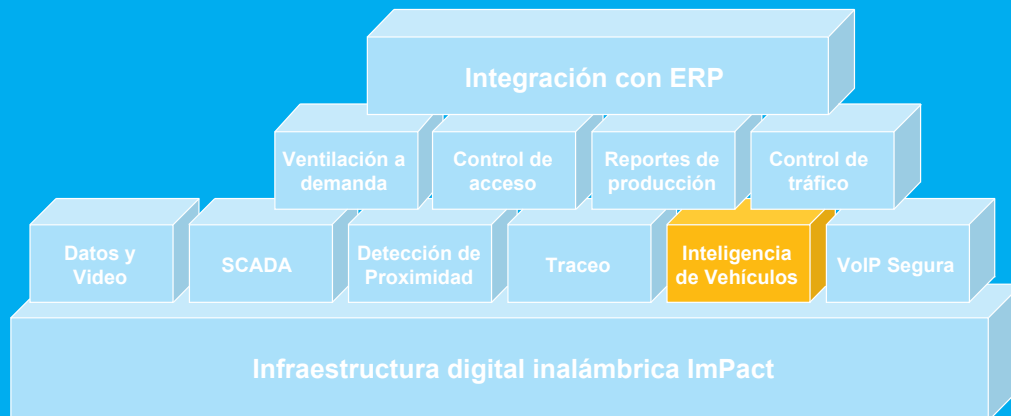 Integración con ERP
Ventilación a
demanda
Control de
acceso
Reportes de
producción
Control de
tráfico
Datos y
Video
SCADA
Detección de
Proximidad
Traceo
Inteligencia
de Vehículos
VoIP Segura
Infraestructura digital inalámbrica ImPact